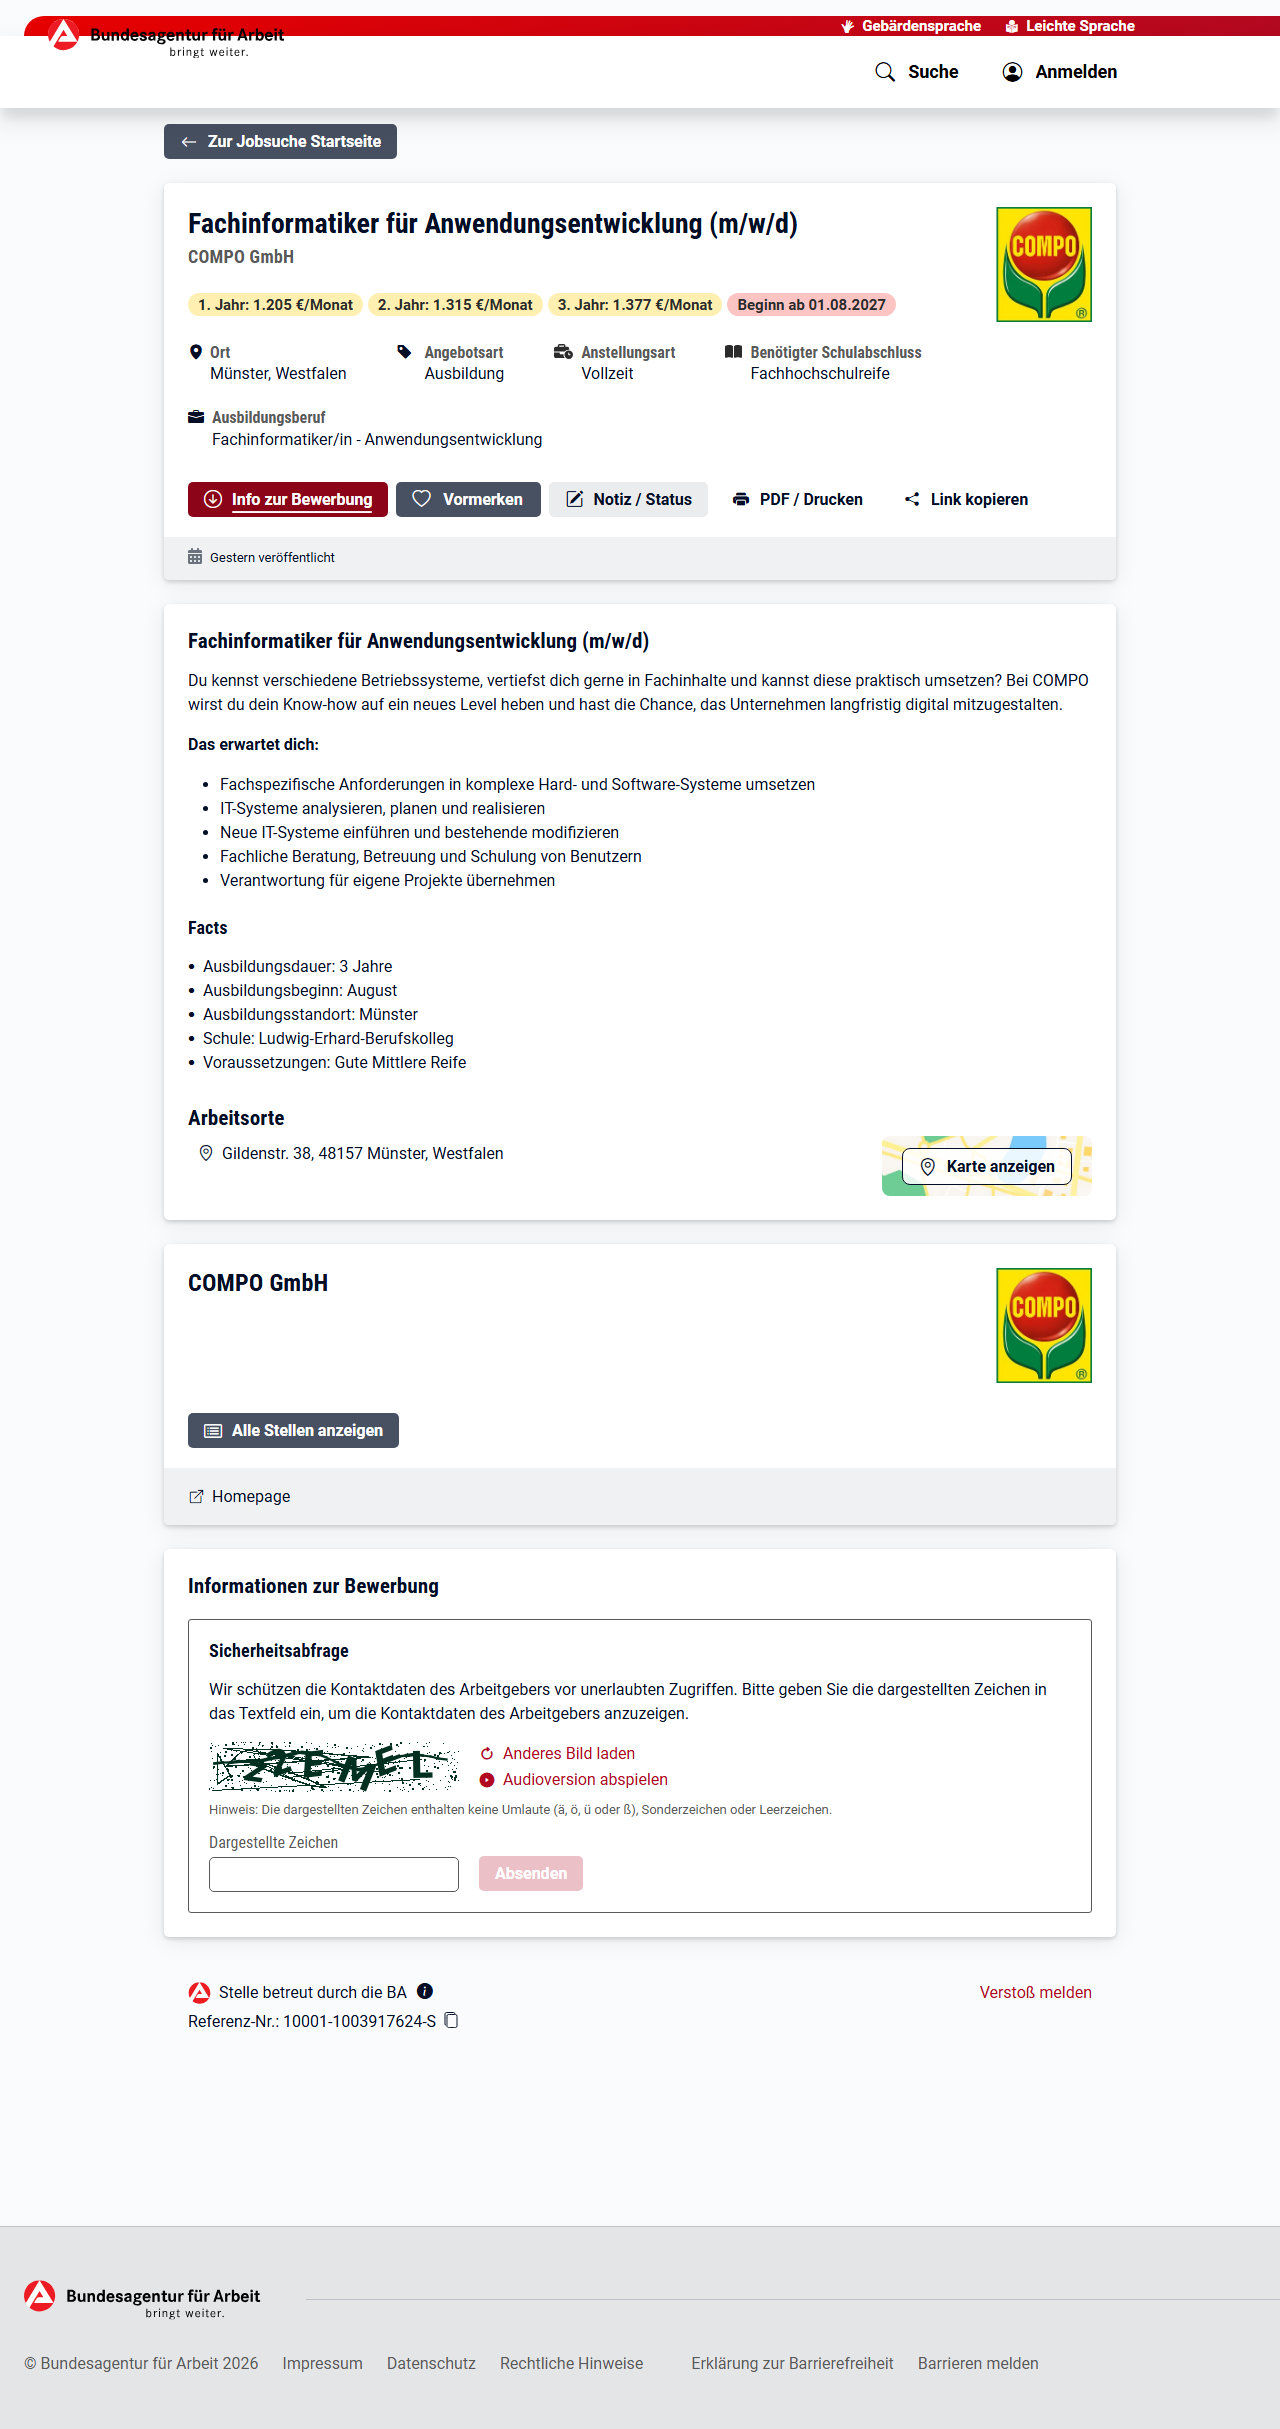 Bundesagentur für Arbeit
bringt weiter.
Gebärdensprache
Leichte Sprache
Suche
Anmelden
Zur Jobsuche Startseite
Fachinformatiker für Anwendungsentwicklung (m/w/d)
COMPO GmbH
COMPO
®
1. Jahr: 1.205 €/Monat
2. Jahr: 1.315 €/Monat
3. Jahr: 1.377 €/Monat
Beginn ab 01.08.2027
Ort
Münster, Westfalen
Angebotsart
Ausbildung
Anstellungsart
Vollzeit
Benötigter Schulabschluss
Fachhochschulreife
Ausbildungsberuf
Fachinformatiker/in - Anwendungsentwicklung
Info zur Bewerbung
Vormerken
Notiz / Status
PDF / Drucken
Link kopieren
Gestern veröffentlicht
Fachinformatiker für Anwendungsentwicklung (m/w/d)
Du kennst verschiedene Betriebssysteme, vertiefst dich gerne in Fachinhalte und kannst diese praktisch umsetzen? Bei COMPO
wirst du dein Know-how auf ein neues Level heben und hast die Chance, das Unternehmen langfristig digital mitzugestalten.
Das erwartet dich:
• Fachspezifische Anforderungen in komplexe Hard- und Software-Systeme umsetzen
• IT-Systeme analysieren, planen und realisieren
• Neue IT-Systeme einführen und bestehende modifizieren
• Fachliche Beratung, Betreuung und Schulung von Benutzern
• Verantwortung für eigene Projekte übernehmen
Facts
• Ausbildungsdauer: 3 Jahre
• Ausbildungsbeginn: August
• Ausbildungsstandort: Münster
• Schule: Ludwig-Erhard-Berufskolleg
• Voraussetzungen: Gute Mittlere Reife
Arbeitsorte
Gildenstr. 38, 48157 Münster, Westfalen
Karte anzeigen
COMPO GmbH
COMPO
®
Alle Stellen anzeigen
Homepage
Informationen zur Bewerbung
Sicherheitsabfrage
Wir schützen die Kontaktdaten des Arbeitgebers vor unerlaubten Zugriffen. Bitte geben Sie die dargestellten Zeichen in
das Textfeld ein, um die Kontaktdaten des Arbeitgebers anzuzeigen.
Anderes Bild laden
Audioversion abspielen
Hinweis: Die dargestellten Zeichen enthalten keine Umlaute (ä, ö, ü oder ß), Sonderzeichen oder Leerzeichen.
Dargestellte Zeichen
Absenden
Stelle betreut durch die BA
Verstoß melden
Referenz-Nr.: 10001-1003917624-S
Bundesagentur für Arbeit
bringt weiter.
© Bundesagentur für Arbeit 2026
Impressum
Datenschutz
Rechtliche Hinweise
Erklärung zur Barrierefreiheit
Barrieren melden